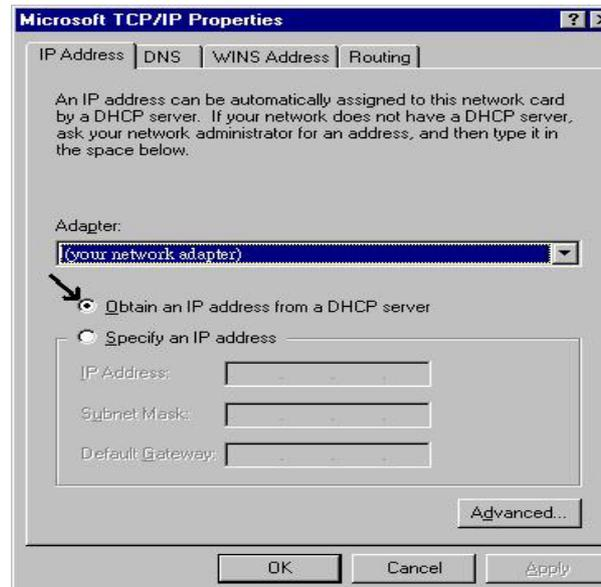 Microsoft TCP/IP Properties
IP Address DNS WINS Address Routing
An IP address can be automatically assigned to this network card
by a DHCP server. If your network does not have a DHCP server,
ask your network administrator for an address, and then type it in
the space below.
Adapter:
(your network adapter)
Obtain an IP address from a DHCP server
Specify an IP address
IP Address:
Subnet Mask:
Default Gateway:
Advanced...
OK Cancel Apply